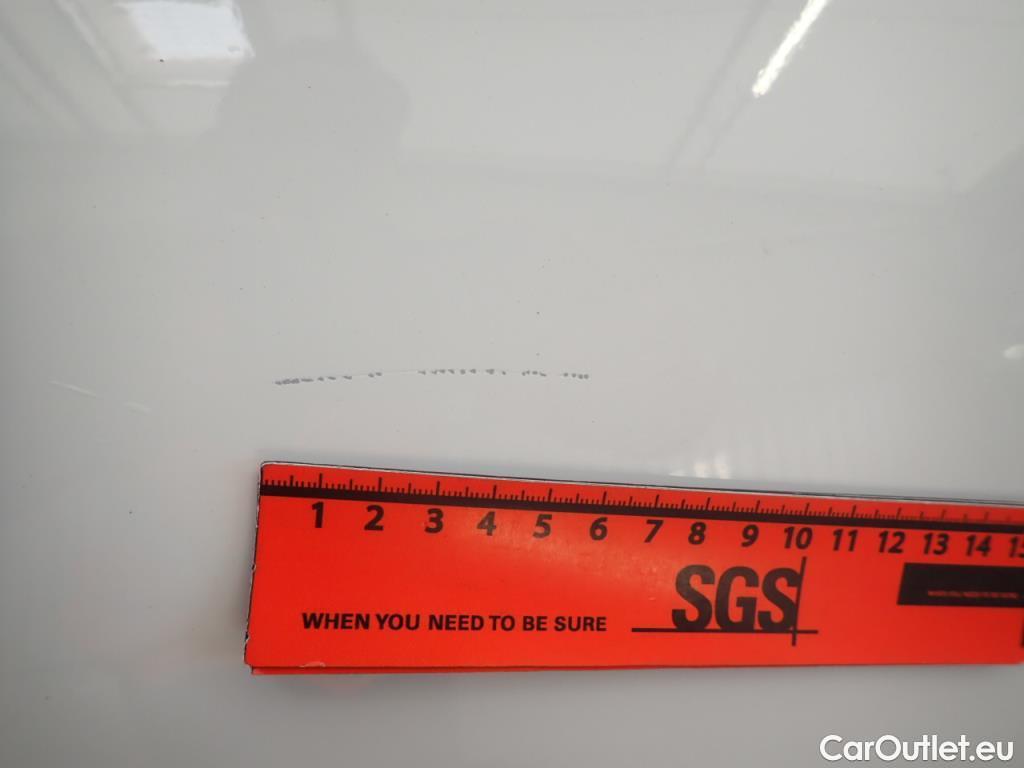 1 2 3 4 5 6 7 8 9 10 11 12 13 14
SGS
WHEN YOU NEED TO BE SURE
CarOutlet.eu